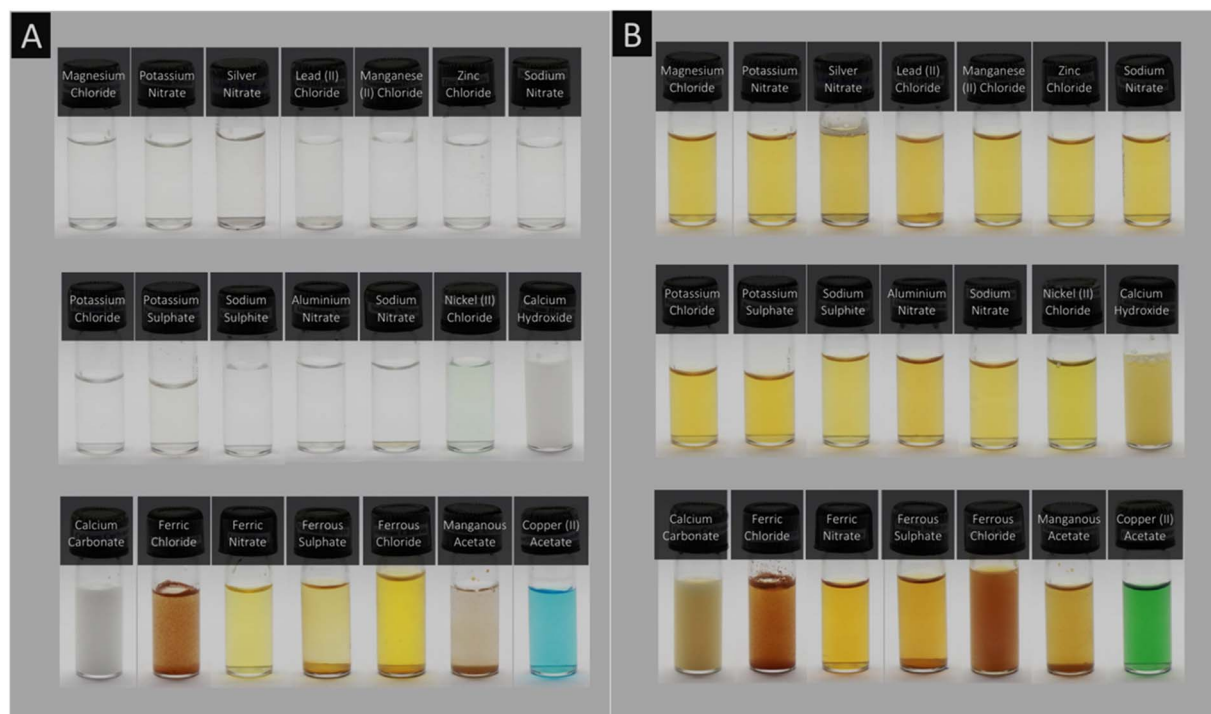 A
Magnesium Chloride
Potassium Nitrate
Silver Nitrate
Lead (II) Chloride
Manganese (II) Chloride
Zinc Chloride
Sodium Nitrate
Potassium Chloride
Potassium Sulphate
Sodium Sulphite
Aluminium Nitrate
Sodium Nitrate
Nickel (II) Chloride
Calcium Hydroxide
Calcium Carbonate
Ferric Chloride
Ferric Nitrate
Ferrous Sulphate
Ferrous Chloride
Manganous Acetate
Copper (II) Acetate
B
Magnesium Chloride
Potassium Nitrate
Silver Nitrate
Lead (II) Chloride
Manganese (II) Chloride
Zinc Chloride
Sodium Nitrate
Potassium Chloride
Potassium Sulphate
Sodium Sulphite
Aluminium Nitrate
Sodium Nitrate
Nickel (II) Chloride
Calcium Hydroxide
Calcium Carbonate
Ferric Chloride
Ferric Nitrate
Ferrous Sulphate
Ferrous Chloride
Manganous Acetate
Copper (II) Acetate